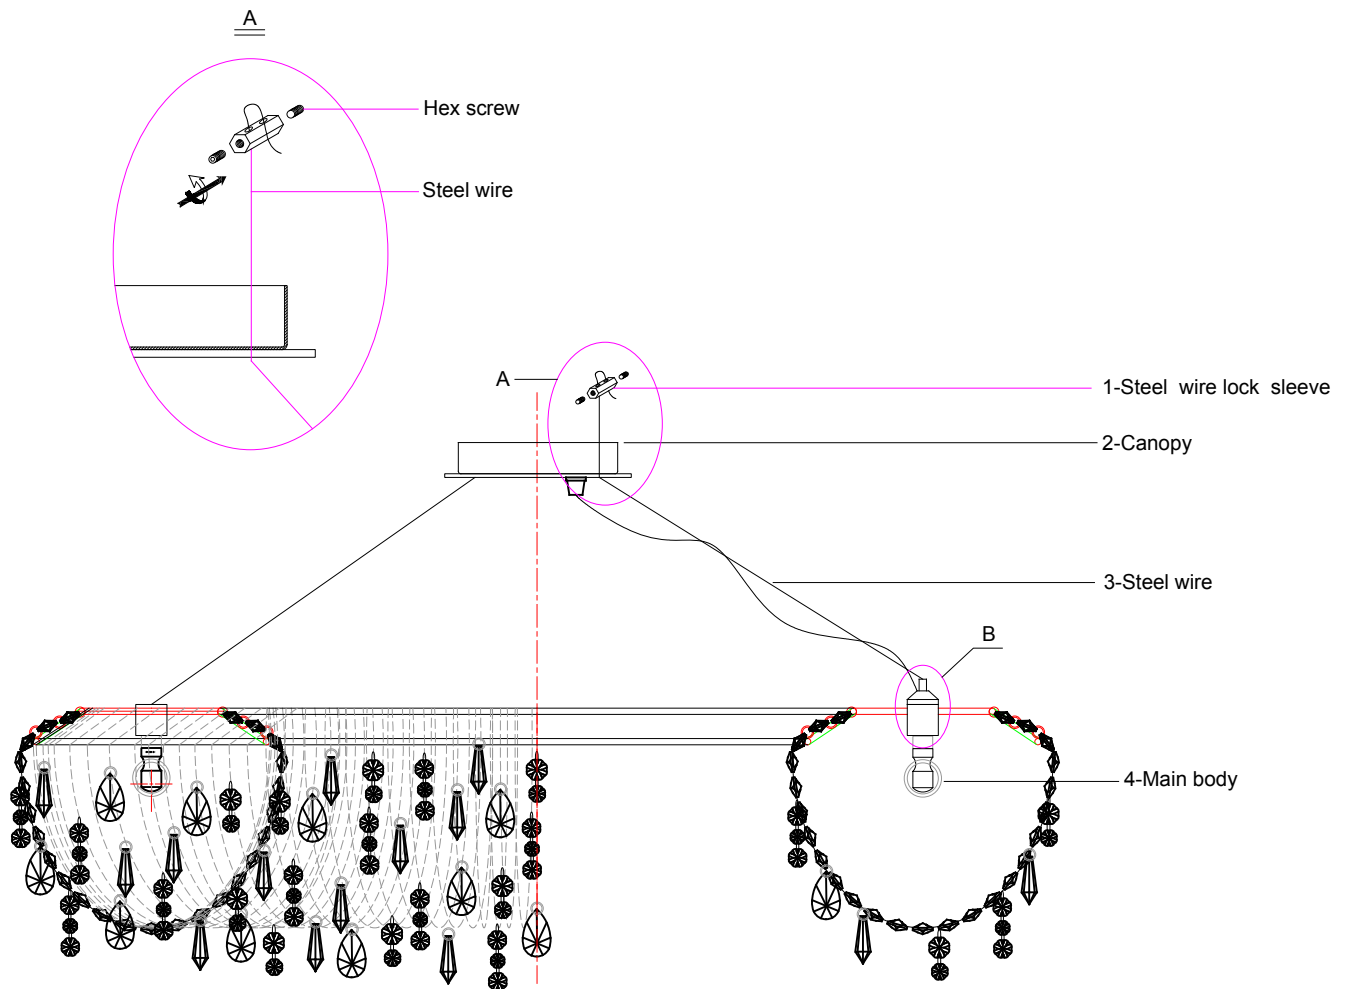 A
Hex screw
Steel wire
A
1-Steel wire lock sleeve
2-Canopy
3-Steel wire
B
4-Main body